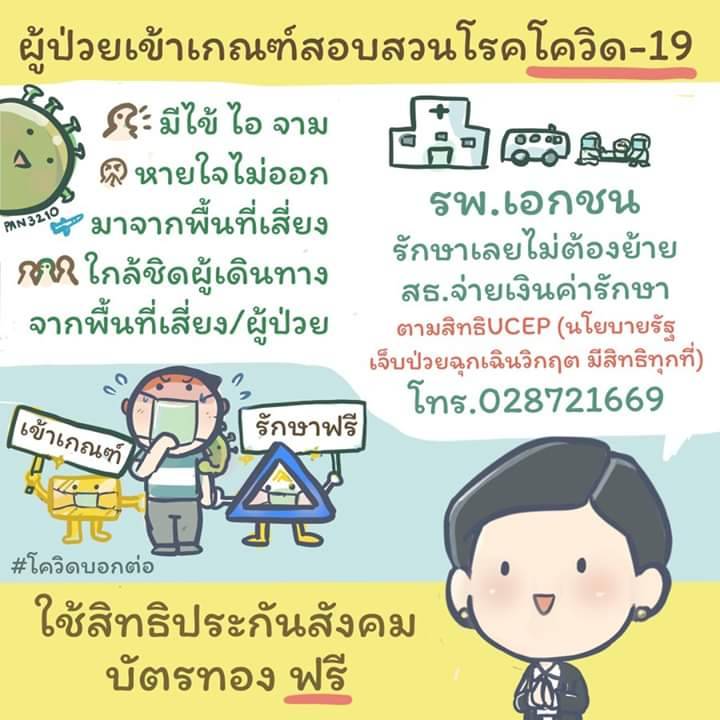 ผู้ป่วยเข้าเกณฑ์สอบสวนโรคโควิด-19
มีไข้ ไอ จาม
หายใจไม่ออก
มาจากพื้นที่เสี่ยง
ใกล้ชิดผู้เดินทาง
จากพื้นที่เสี่ยง/ผู้ป่วย
PAN3210
รพ.เอกชน
รักษาเลยไม่ต้องย้าย
สธ.จ่ายเงินค่ารักษา
ตามสิทธิUCEP (นโยบายรัฐ
เจ็บป่วยฉุกเฉินวิกฤต มีสิทธิทุกที่)
โทร.028721669
เข้าเกณฑ์
รักษาฟรี
#โควิดบอกต่อ
ใช้สิทธิประกันสังคม
บัตรทอง ฟรี